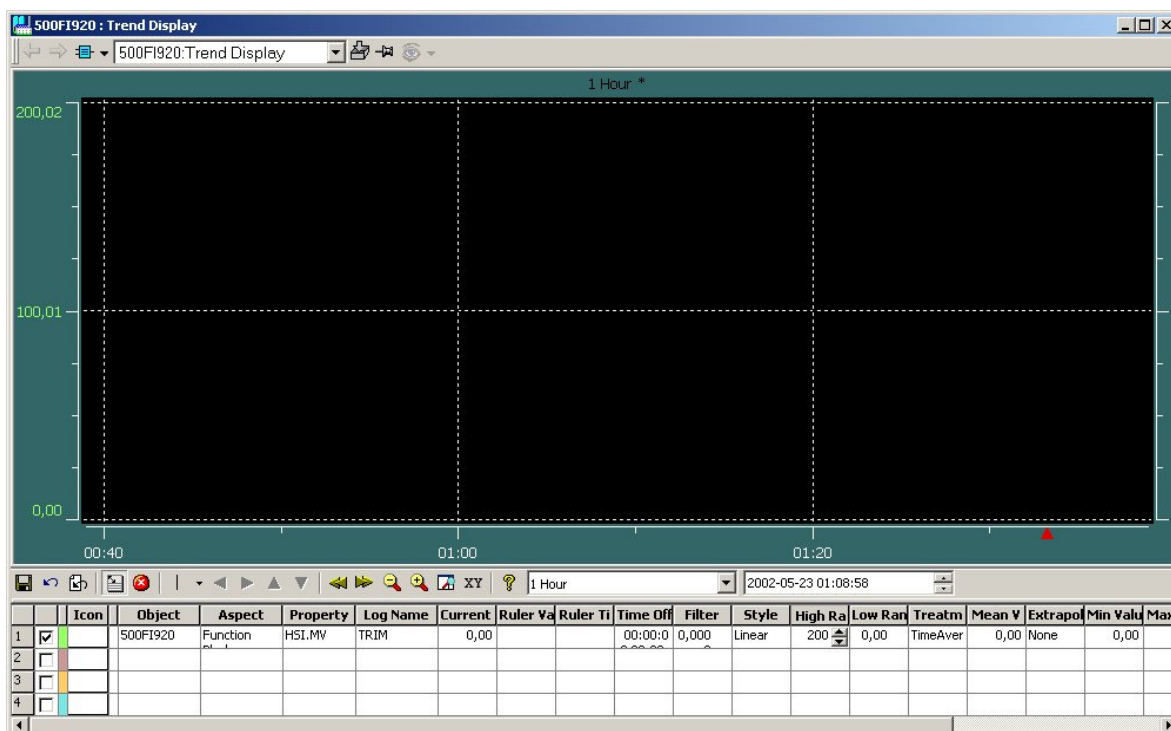 500FI920 : Trend Display
500FI920:Trend Display
1 Hour *
200,02
100,01
0,00
00:40 01:00 01:20
XY 1 Hour 2002-05-23 01:08:58
Icon Object Aspect Property Log Name Current Ruler Va Ruler Ti Time Off Filter Style High Ra Low Ran Treatm Mean V Extrapol Min Valu Max
1 500FI920 Function HSI.MV TRIM 0,00 00:00:0 0,000 Linear 200 0,00 TimeAver 0,00 None 0,00
2
3
4